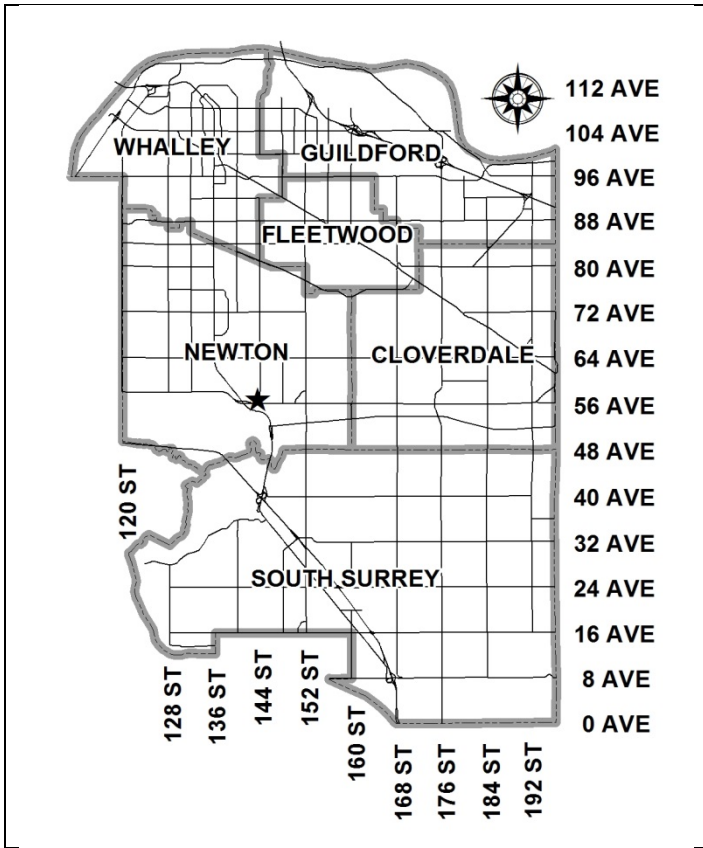 112 AVE
104 AVE
WHALLEY
GUILDFORD
96 AVE
88 AVE
FLEETWOOD
80 AVE
72 AVE
NEWTON
CLOVERDALE
64 AVE
56 AVE
48 AVE
120 ST
40 AVE
32 AVE
SOUTH SURREY
24 AVE
16 AVE
8 AVE
0 AVE
128 ST
136 ST
144 ST
152 ST
160 ST
168 ST
176 ST
184 ST
192 ST